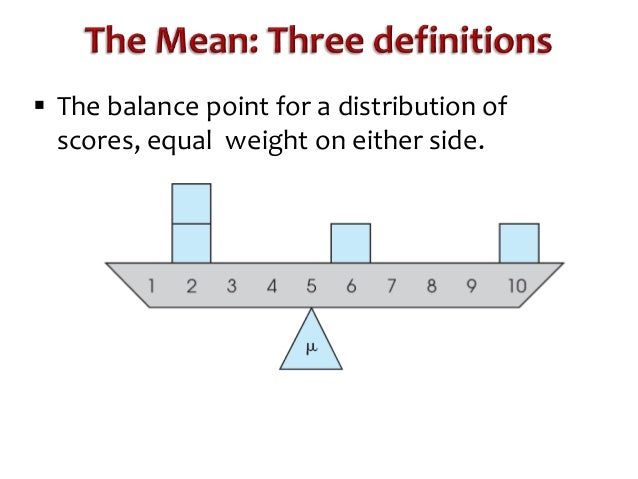 The Mean: Three definitions
▪ The balance point for a distribution of
scores, equal  weight on either side.
1 2 3 4 5 6 7 8 9 10
μ